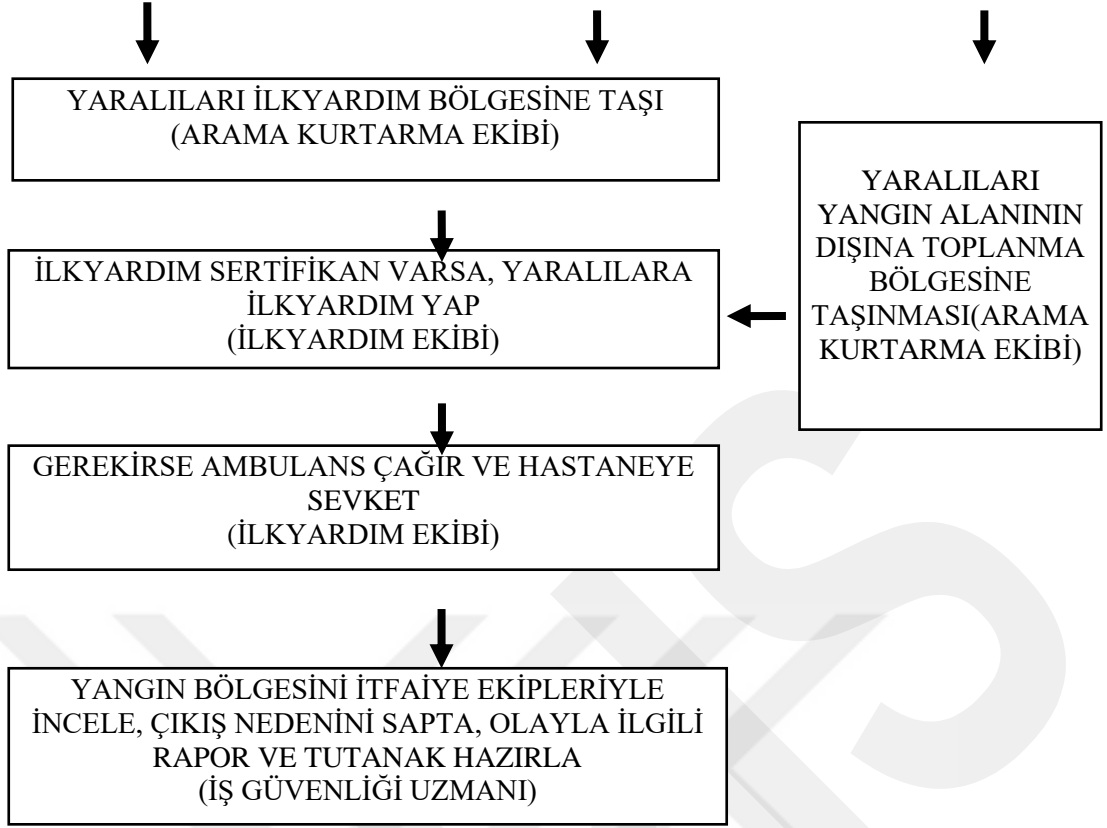 YARALILARI İLKYARDIM BÖLGESİNE TAŞI
(ARAMA KURTARMA EKİBİ)
YARALILARI
YANGIN ALANININ
DIŞINA TOPLANMA
BÖLGESİNE
TAŞINMASI(ARAMA
KURTARMA EKİBİ)
İLKYARDIM SERTİFİKAN VARSA, YARALILARA
İLKYARDIM YAP
(İLKYARDIM EKİBİ)
GEREKİRSE AMBULANS ÇAĞIR VE HASTANEYE
SEVKET
(İLKYARDIM EKİBİ)
YANGIN BÖLGESİNİ İTFAİYE EKİPLERİYLE
İNCELE, ÇIKIŞ NEDENİNİ SAPTA, OLAYLA İLGİLİ
RAPOR VE TUTANAK HAZIRLA
(İŞ GÜVENLİĞİ UZMANI)